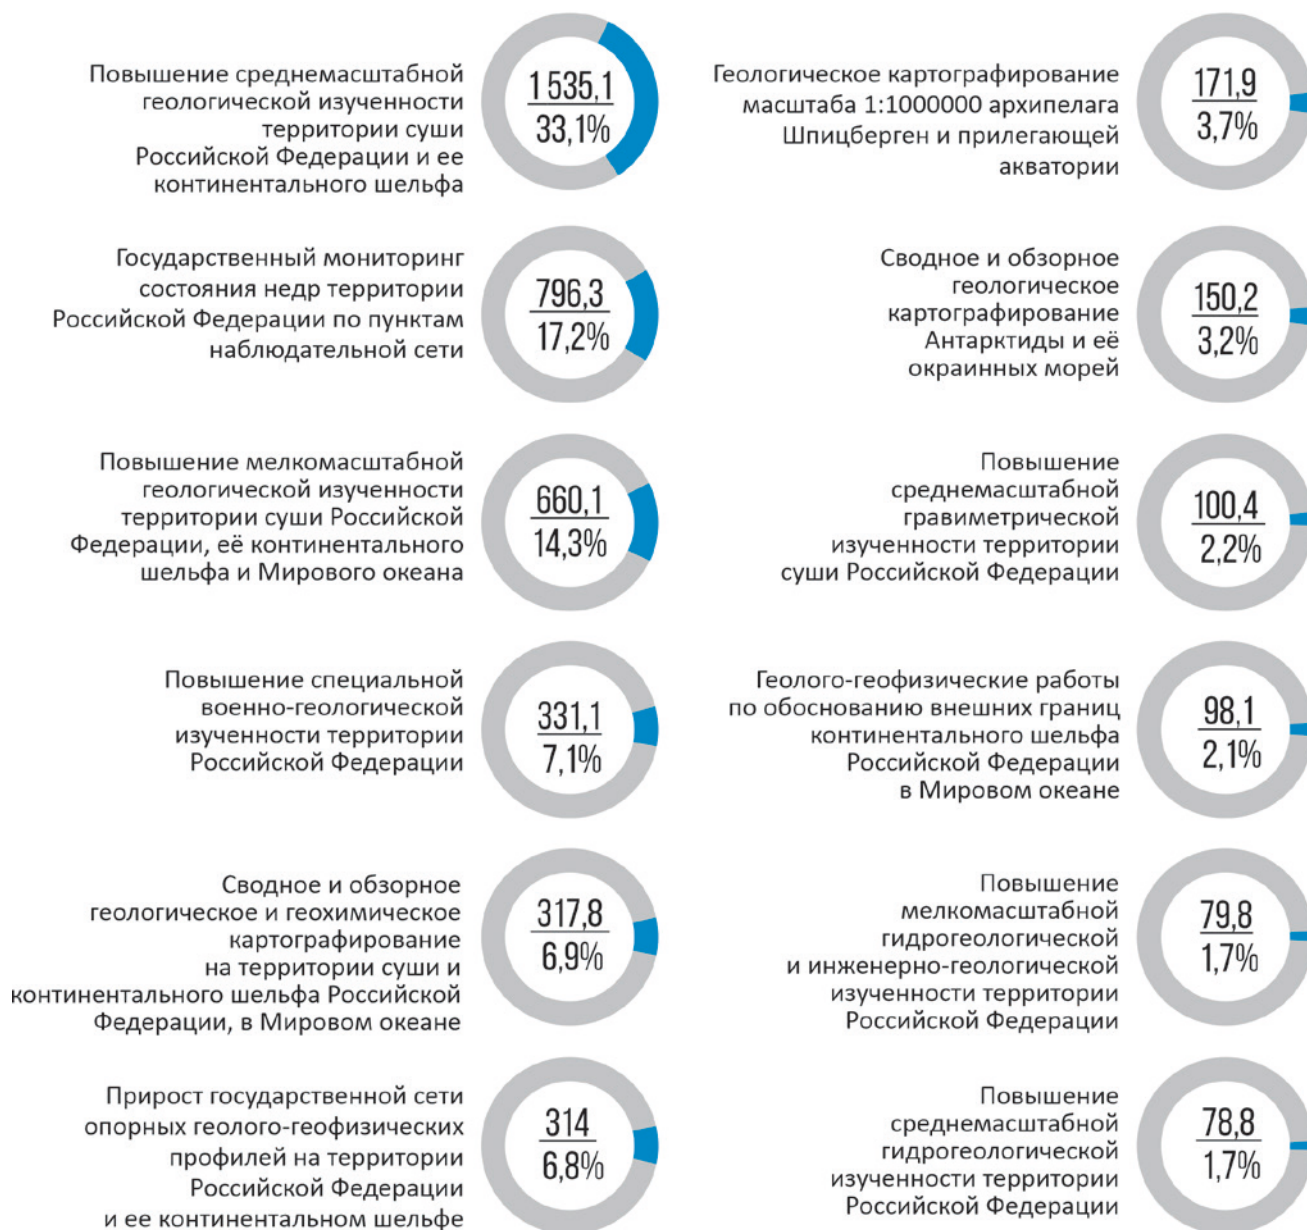 Повышение среднемасштабной
геологической изученности
территории суши
Российской Федерации и ее
континентального шельфа
1 535,1
33,1%
Государственный мониторинг
состояния недр территории
Российской Федерации по пунктам
наблюдательной сети
796,3
17,2%
Повышение мелкомасштабной
геологической изученности
территории суши Российской
Федерации, её континентального
шельфа и Мирового океана
660,1
14,3%
Повышение специальной
военно-геологической
изученности территории
Российской Федерации
331,1
7,1%
Сводное и обзорное
геологическое и геохимическое
картографирование
на территории суши и
континентального шельфа Российской
Федерации, в Мировом океане
317,8
6,9%
Прирост государственной сети
опорных геолого-геофизических
профилей на территории
Российской Федерации
и ее континентальном шельфе
314
6,8%
Геологическое картографирование
масштаба 1:1000000 архипелага
Шпицберген и прилегающей
акватории
171,9
3,7%
Сводное и обзорное
геологическое
картографирование
Антарктиды и её
окраинных морей
150,2
3,2%
Повышение
среднемасштабной
гравиметрической
изученности территории
суши Российской Федерации
100,4
2,2%
Геолого-геофизические работы
по обоснованию внешних границ
континентального шельфа
Российской Федерации
в Мировом океане
98,1
2,1%
Повышение
мелкомасштабной
гидрогеологической
и инженерно-геологической
изученности территории
Российской Федерации
79,8
1,7%
Повышение
среднемасштабной
гидрогеологической
изученности территории
Российской Федерации
78,8
1,7%